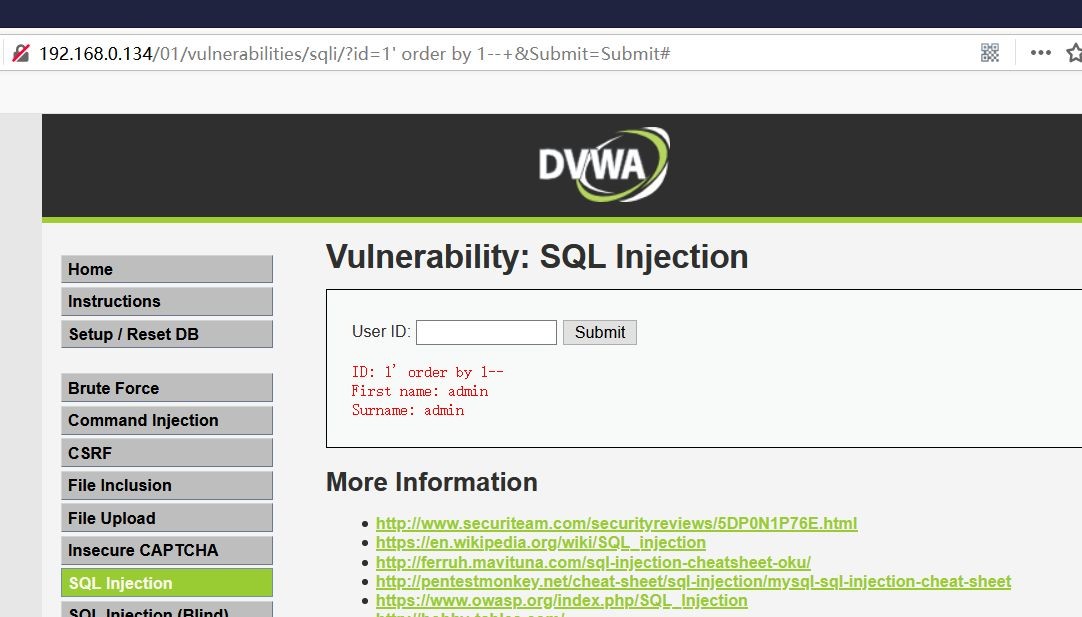 192.168.0.134/01/vulnerabilities/sqli/?id=1' order by 1--+&Submit=Submit#
DVWA
Home
Instructions
Setup / Reset DB
Brute Force
Command Injection
CSRF
File Inclusion
File Upload
Insecure CAPTCHA
SQL Injection
SQL Injection (Blind)
Vulnerability: SQL Injection
User ID:
Submit
ID: 1' order by 1--
First name: admin
Surname: admin
More Information
http://www.securiteam.com/securityreviews/5DP0N1P76E.html
https://en.wikipedia.org/wiki/SQL_injection
http://ferruh.mavituna.com/sql-injection-cheatsheet-oku/
http://pentestmonkey.net/cheat-sheet/sql-injection/mysql-sql-injection-cheat-sheet
https://www.owasp.org/index.php/SQL_Injection
http://bobby-tables.com/